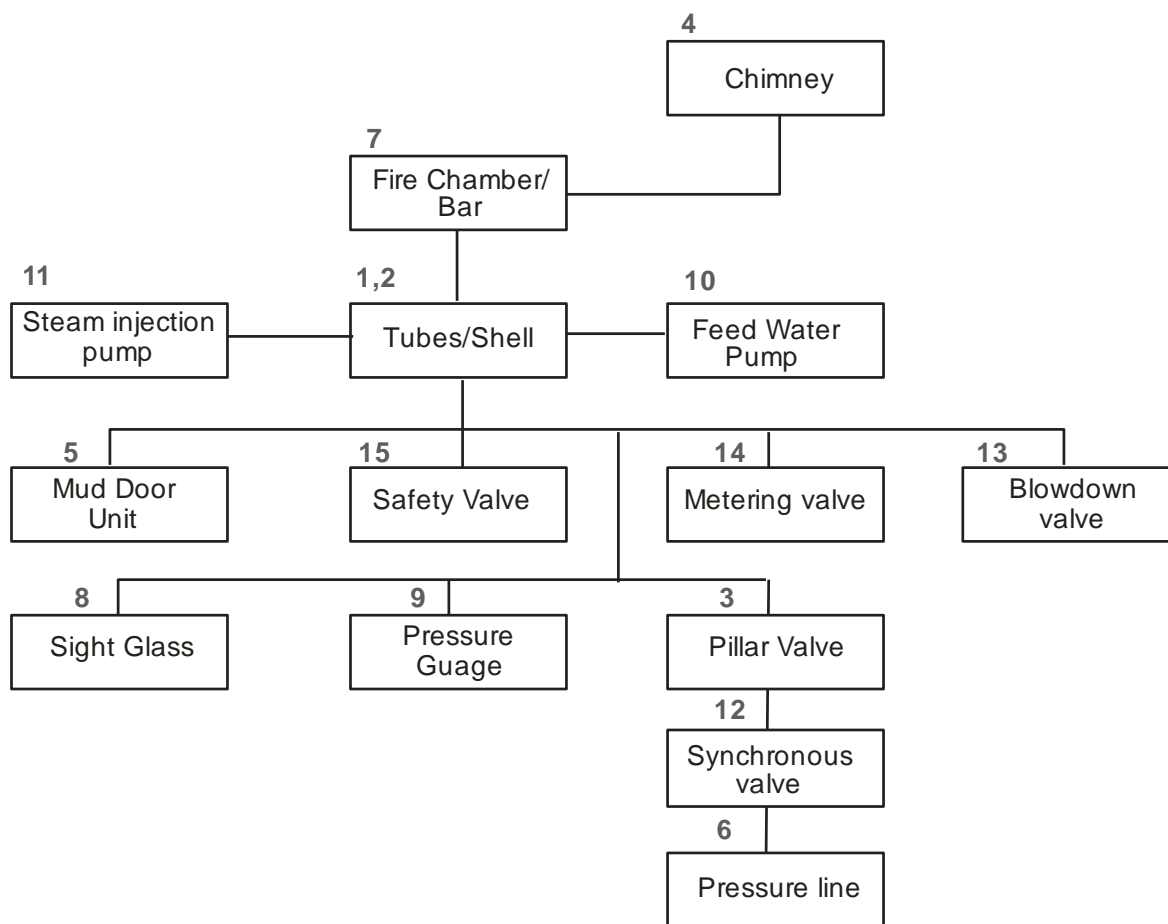 4
Chimney
7
Fire Chamber/
Bar
11
1,2
10
Steam injection
pump
Tubes/Shell
Feed Water
Pump
5
15
14
13
Mud Door
Unit
Safety Valve
Metering valve
Blowdown
valve
8
9
3
Sight Glass
Pressure
Guage
Pillar Valve
12
Synchronous
valve
6
Pressure line